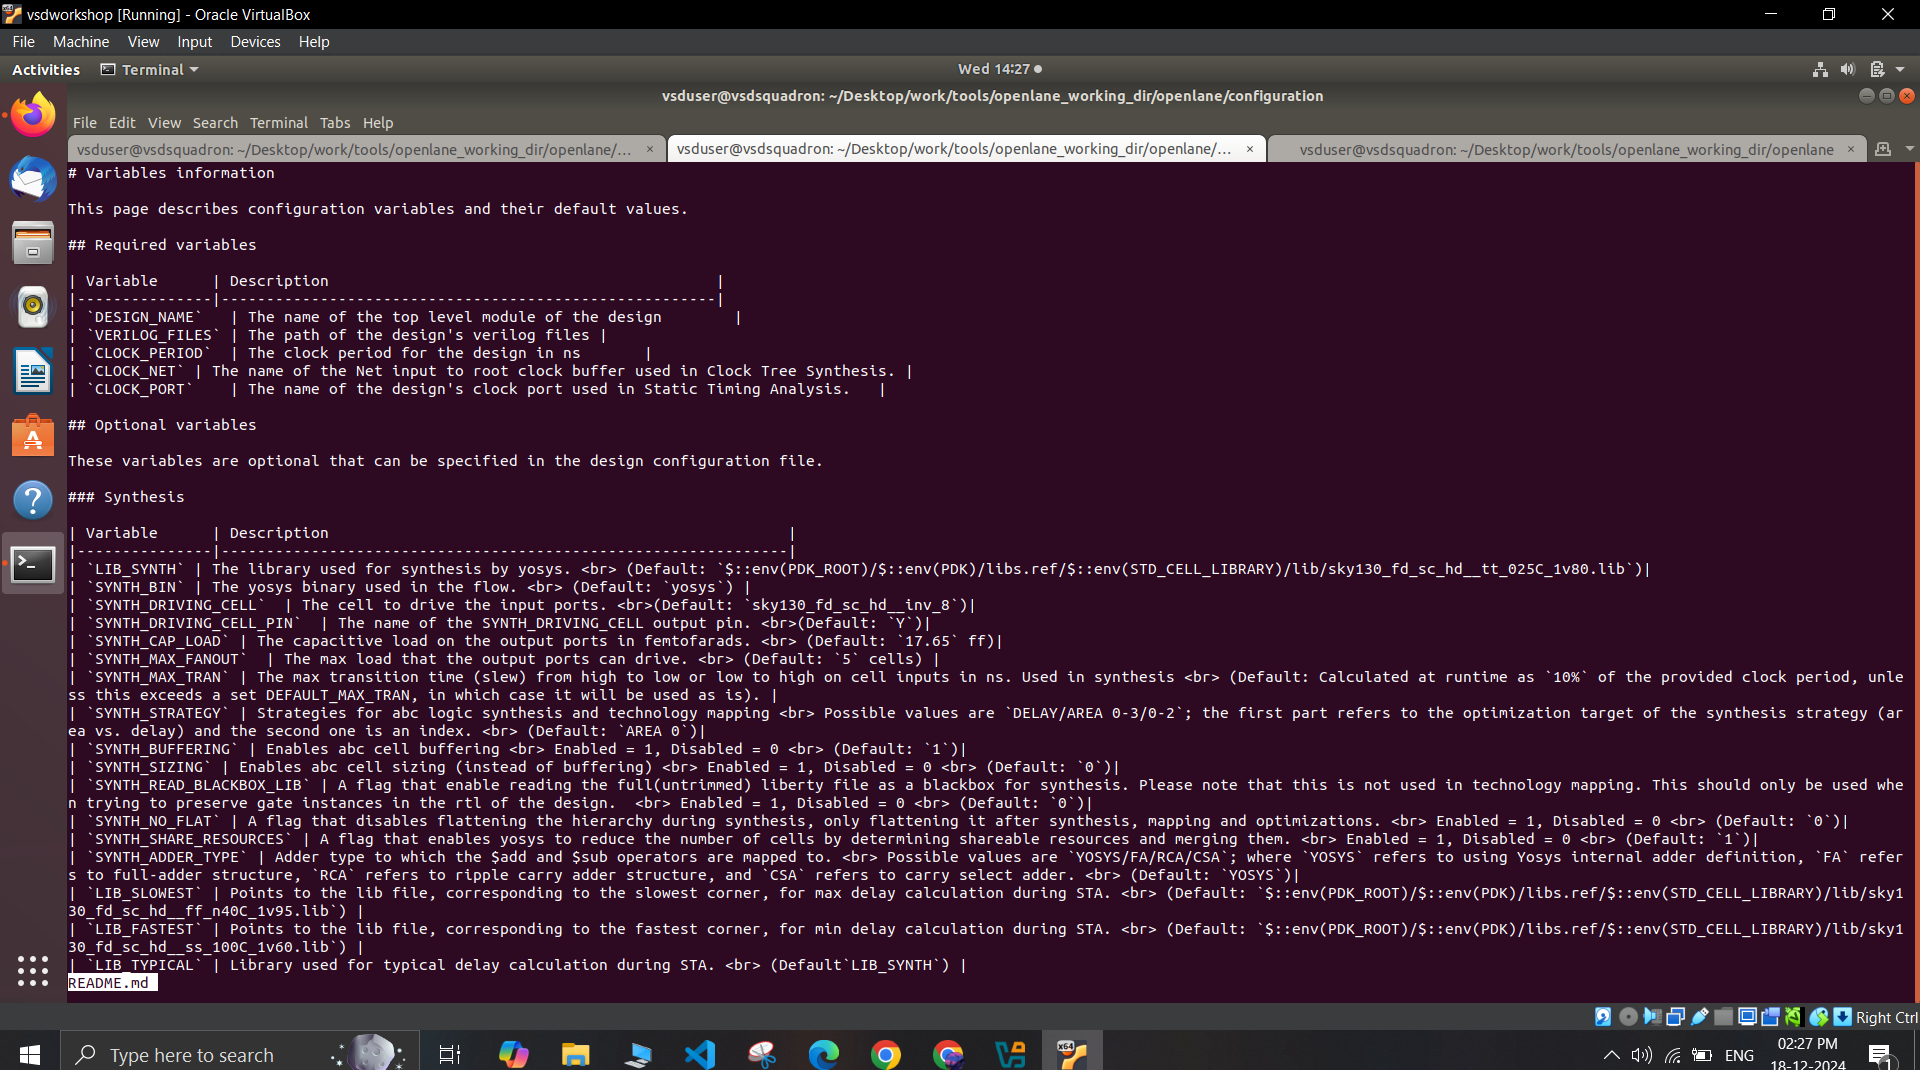 vsdworkshop [Running] - Oracle VirtualBox
File Machine View Input Devices Help
Activities Terminal Wed 14:27
vsduser@vsdsquadron: ~/Desktop/work/tools/openlane_working_dir/openlane/configuration
File Edit View Search Terminal Tabs Help
vsduser@vsdsquadron: ~/Desktop/work/tools/openlane_working_dir/openlane/... × vsduser@vsdsquadron: ~/Desktop/work/tools/openlane_working_dir/openlane/... × vsduser@vsdsquadron: ~/Desktop/work/tools/openlane_working_dir/openlane ×
# Variables information
This page describes configuration variables and their default values.
## Required variables
| Variable      | Description                                           |
|---------------|-------------------------------------------------------|
| `DESIGN_NAME`   | The name of the top level module of the design        |
| `VERILOG_FILES` | The path of the design's verilog files |
| `CLOCK_PERIOD`  | The clock period for the design in ns       |
| `CLOCK_NET` | The name of the Net input to root clock buffer used in Clock Tree Synthesis. |
| `CLOCK_PORT`    | The name of the design's clock port used in Static Timing Analysis.   |
## Optional variables
These variables are optional that can be specified in the design configuration file.
### Synthesis
| Variable      | Description                                                   |
|---------------|---------------------------------------------------------------|
| `LIB_SYNTH` | The library used for synthesis by yosys. <br> (Default: `$::env(PDK_ROOT)/$::env(PDK)/libs.ref/$::env(STD_CELL_LIBRARY)/lib/sky130_fd_sc_hd__tt_025C_1v80.lib`)|
| `SYNTH_BIN` | The yosys binary used in the flow. <br> (Default: `yosys`) |
| `SYNTH_DRIVING_CELL`  | The cell to drive the input ports. <br>(Default: `sky130_fd_sc_hd__inv_8`)|
| `SYNTH_DRIVING_CELL_PIN`  | The name of the SYNTH_DRIVING_CELL output pin. <br>(Default: `Y`)|
| `SYNTH_CAP_LOAD` | The capacitive load on the output ports in femtofarads. <br> (Default: `17.65` ff)|
| `SYNTH_MAX_FANOUT`  | The max load that the output ports can drive. <br> (Default: `5` cells) |
| `SYNTH_MAX_TRAN` | The max transition time (slew) from high to low or low to high on cell inputs in ns. Used in synthesis <br> (Default: Calculated at runtime as `10%` of the provided clock period, unle
ss this exceeds a set DEFAULT_MAX_TRAN, in which case it will be used as is). |
| `SYNTH_STRATEGY` | Strategies for abc logic synthesis and technology mapping <br> Possible values are `DELAY/AREA 0-3/0-2`; the first part refers to the optimization target of the synthesis strategy (ar
ea vs. delay) and the second one is an index. <br> (Default: `AREA 0`)|
| `SYNTH_BUFFERING` | Enables abc cell buffering <br> Enabled = 1, Disabled = 0 <br> (Default: `1`)|
| `SYNTH_SIZING` | Enables abc cell sizing (instead of buffering) <br> Enabled = 1, Disabled = 0 <br> (Default: `0`)|
| `SYNTH_READ_BLACKBOX_LIB` | A flag that enable reading the full(untrimmed) liberty file as a blackbox for synthesis. Please note that this is not used in technology mapping. This should only be used whe
n trying to preserve gate instances in the rtl of the design.  <br> Enabled = 1, Disabled = 0 <br> (Default: `0`)|
| `SYNTH_NO_FLAT` | A flag that disables flattening the hierarchy during synthesis, only flattening it after synthesis, mapping and optimizations. <br> Enabled = 1, Disabled = 0 <br> (Default: `0`)|
| `SYNTH_SHARE_RESOURCES` | A flag that enables yosys to reduce the number of cells by determining shareable resources and merging them. <br> Enabled = 1, Disabled = 0 <br> (Default: `1`)|
| `SYNTH_ADDER_TYPE` | Adder type to which the $add and $sub operators are mapped to. <br> Possible values are `YOSYS/FA/RCA/CSA`; where `YOSYS` refers to using Yosys internal adder definition, `FA` refer
s to full-adder structure, `RCA` refers to ripple carry adder structure, and `CSA` refers to carry select adder. <br> (Default: `YOSYS`)|
| `LIB_SLOWEST` | Points to the lib file, corresponding to the slowest corner, for max delay calculation during STA. <br> (Default: `$::env(PDK_ROOT)/$::env(PDK)/libs.ref/$::env(STD_CELL_LIBRARY)/lib/sky1
30_fd_sc_hd__ff_n40C_1v95.lib`) |
| `LIB_FASTEST` | Points to the lib file, corresponding to the fastest corner, for min delay calculation during STA. <br> (Default: `$::env(PDK_ROOT)/$::env(PDK)/libs.ref/$::env(STD_CELL_LIBRARY)/lib/sky1
30_fd_sc_hd__ss_100C_1v60.lib`) |
| `LIB_TYPICAL` | Library used for typical delay calculation during STA. <br> (Default`LIB_SYNTH`) |
README.md
Right Ctrl
Type here to search
ENG
02:27 PM
18-12-2024
1